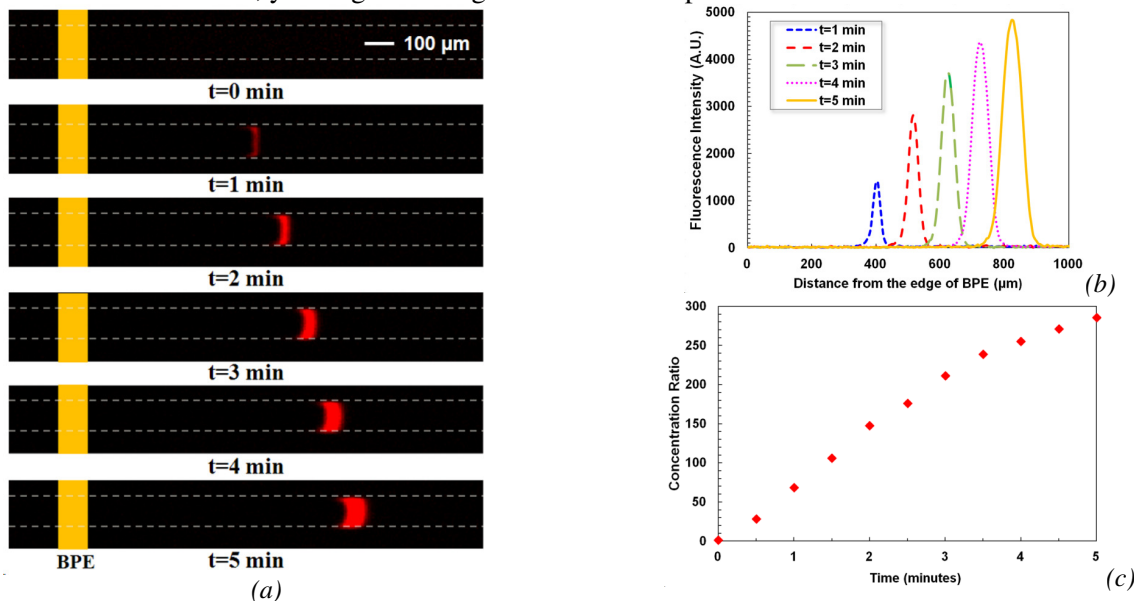 100 µm
t=0 min
t=1 min
t=2 min
t=3 min
t=4 min
BPE
t=5 min
(a)
5000
4000
3000
2000
1000
0
Fluorescence Intensity (A.U.)
t=1 min
t=2 min
t=3 min
t=4 min
t=5 min
0 200 400 600 800 1000
Distance from the edge of BPE (µm)
(b)
300
250
200
150
100
50
0
Concentration Ratio
0 1 2 3 4 5
Time (minutes)
(c)